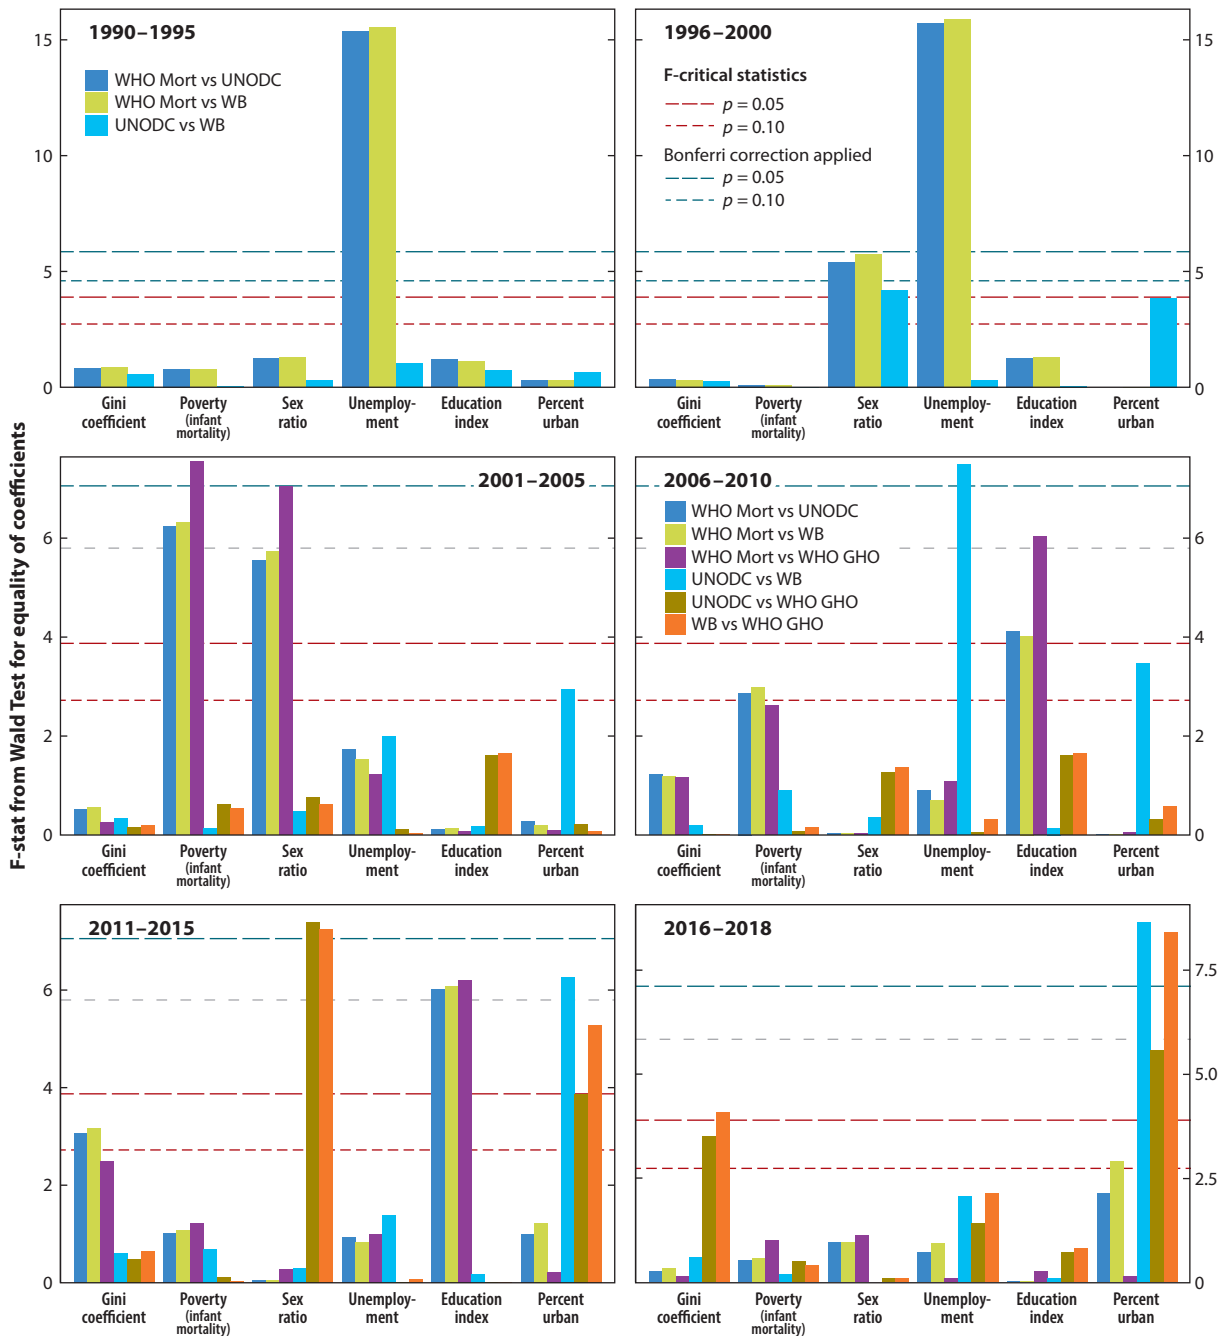 F-stat from Wald Test for equality of coefficients
1990–1995
WHO Mort vs UNODC
WHO Mort vs WB
UNODC vs WB
15
10
5
0
Gini coefficient
Poverty (infant mortality)
Sex ratio
Unemploy-ment
Education index
Percent urban
1996–2000
F-critical statistics
p = 0.05
p = 0.10
Bonferri correction applied
p = 0.05
p = 0.10
15
10
5
0
Gini coefficient
Poverty (infant mortality)
Sex ratio
Unemploy-ment
Education index
Percent urban
2001–2005
6
4
2
0
Gini coefficient
Poverty (infant mortality)
Sex ratio
Unemploy-ment
Education index
Percent urban
2006–2010
WHO Mort vs UNODC
WHO Mort vs WB
WHO Mort vs WHO GHO
UNODC vs WB
UNODC vs WHO GHO
WB vs WHO GHO
6
4
2
0
Gini coefficient
Poverty (infant mortality)
Sex ratio
Unemploy-ment
Education index
Percent urban
2011–2015
6
4
2
0
Gini coefficient
Poverty (infant mortality)
Sex ratio
Unemploy-ment
Education index
Percent urban
2016–2018
7.5
5.0
2.5
0
Gini coefficient
Poverty (infant mortality)
Sex ratio
Unemploy-ment
Education index
Percent urban